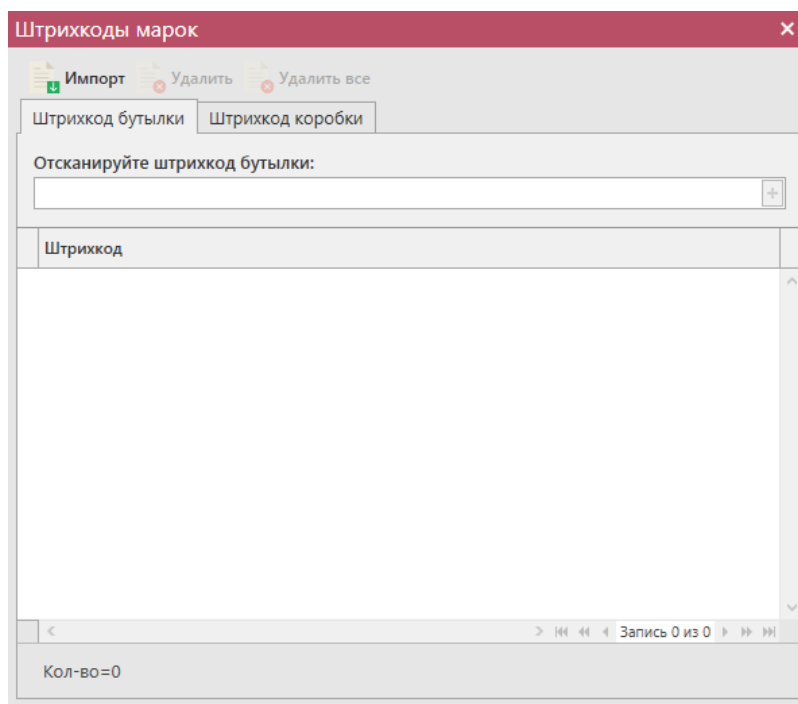 Штрихкоды марок
Импорт Удалить Удалить все
Штрихкод бутылки Штрихкод коробки
Отсканируйте штрихкод бутылки:
Штрихкод
Запись 0 из 0
Кол-во=0